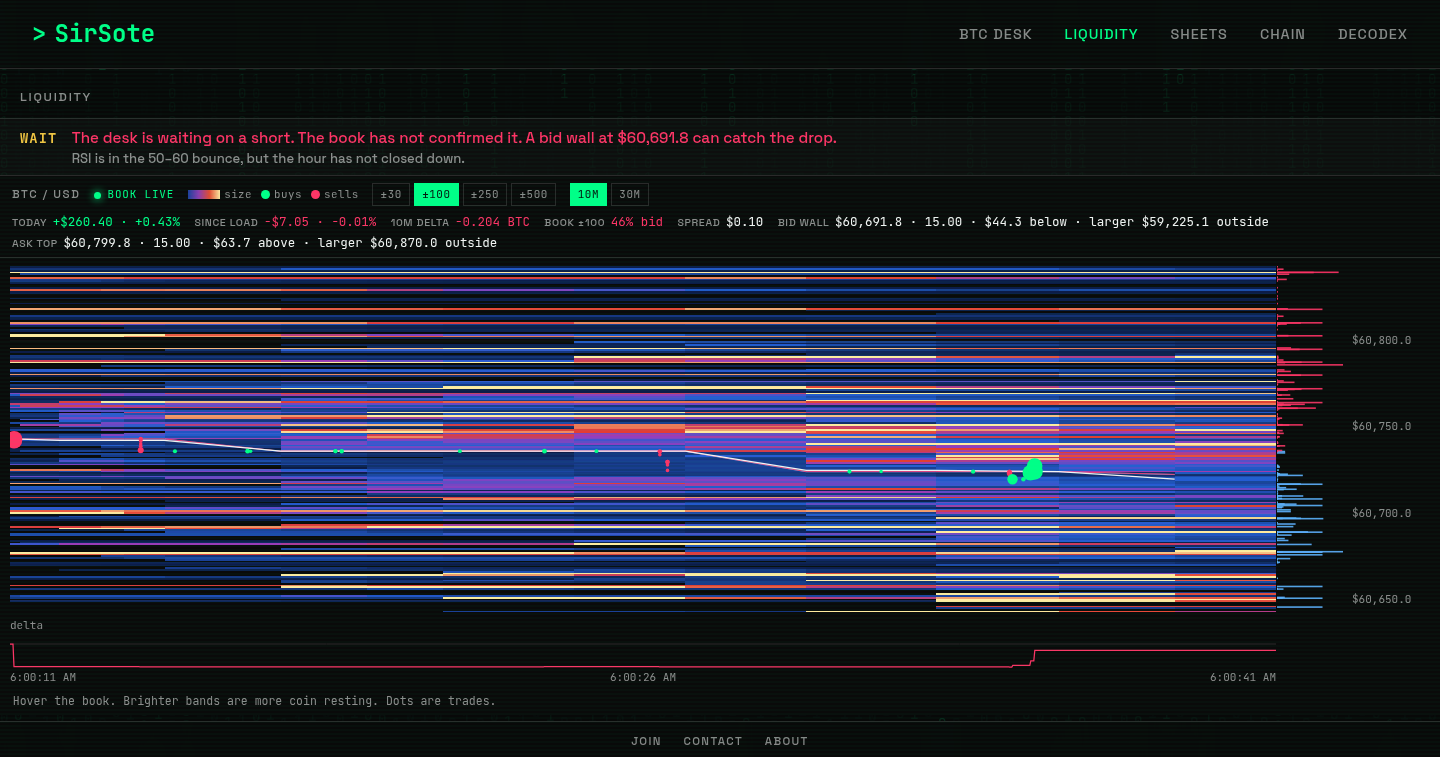 > SirSote
BTC DESK LIQUIDITY SHEETS CHAIN DECODEX
LIQUIDITY
WAIT The desk is waiting on a short. The book has not confirmed it. A bid wall at $60,691.8 can catch the drop.
RSI is in the 50–60 bounce, but the hour has not closed down.
BTC / USD BOOK LIVE size buys sells ±30 ±100 ±250 ±500 10M 30M
TODAY +$260.40 · +0.43% SINCE LOAD -$7.05 · -0.01% 10M DELTA -0.204 BTC BOOK ±100 46% bid SPREAD $0.10 BID WALL $60,691.8 · 15.00 · $44.3 below · larger $59,225.1 outside
ASK TOP $60,799.8 · 15.00 · $63.7 above · larger $60,870.0 outside
$60,800.0
$60,750.0
$60,700.0
$60,650.0
delta
6:00:11 AM 6:00:26 AM 6:00:41 AM
Hover the book. Brighter bands are more coin resting. Dots are trades.
JOIN CONTACT ABOUT